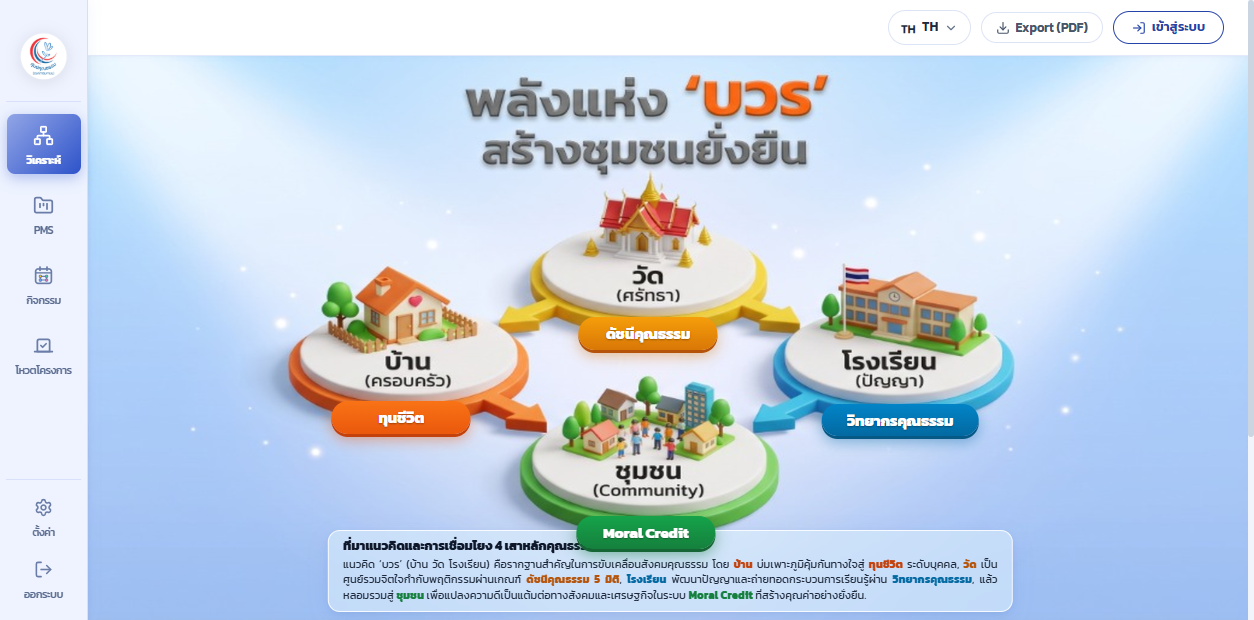 TH TH
Export (PDF)
เข้าสู่ระบบ
วิเคราะห์
PMS
กิจกรรม
โหวตโครงการ
ตั้งค่า
ออกระบบ
พลังแห่ง ‘บวร’
สร้างชุมชนยั่งยืน
วัด
(ศรัทธา)
ดัชนีคุณธรรม
บ้าน
(ครอบครัว)
ทุนชีวิต
โรงเรียน
(ปัญญา)
วิทยากรคุณธรรม
ชุมชน
(Community)
Moral Credit
ที่มาแนวคิดและการเชื่อมโยง 4 เสาหลัก
แนวคิด ‘บวร’ (บ้าน วัด โรงเรียน) คือรากฐานสำคัญในการขับเคลื่อนสังคมคุณธรรม โดย บ้าน บ่มเพาะภูมิคุ้มกันทางใจสู่ ทุนชีวิต ระดับบุคคล, วัด เป็น
ศูนย์รวมจิตใจกำกับพฤติกรรมผ่านเกณฑ์ ดัชนีคุณธรรม 5 มิติ, โรงเรียน พัฒนาปัญญาและถ่ายทอดกระบวนการเรียนรู้ผ่าน วิทยากรคุณธรรม, แล้ว
หลอมรวมสู่ ชุมชน เพื่อแปลงความดีเป็นแต้มต่อทางสังคมและเศรษฐกิจในระบบ Moral Credit ที่สร้างคุณค่าอย่างยั่งยืน.